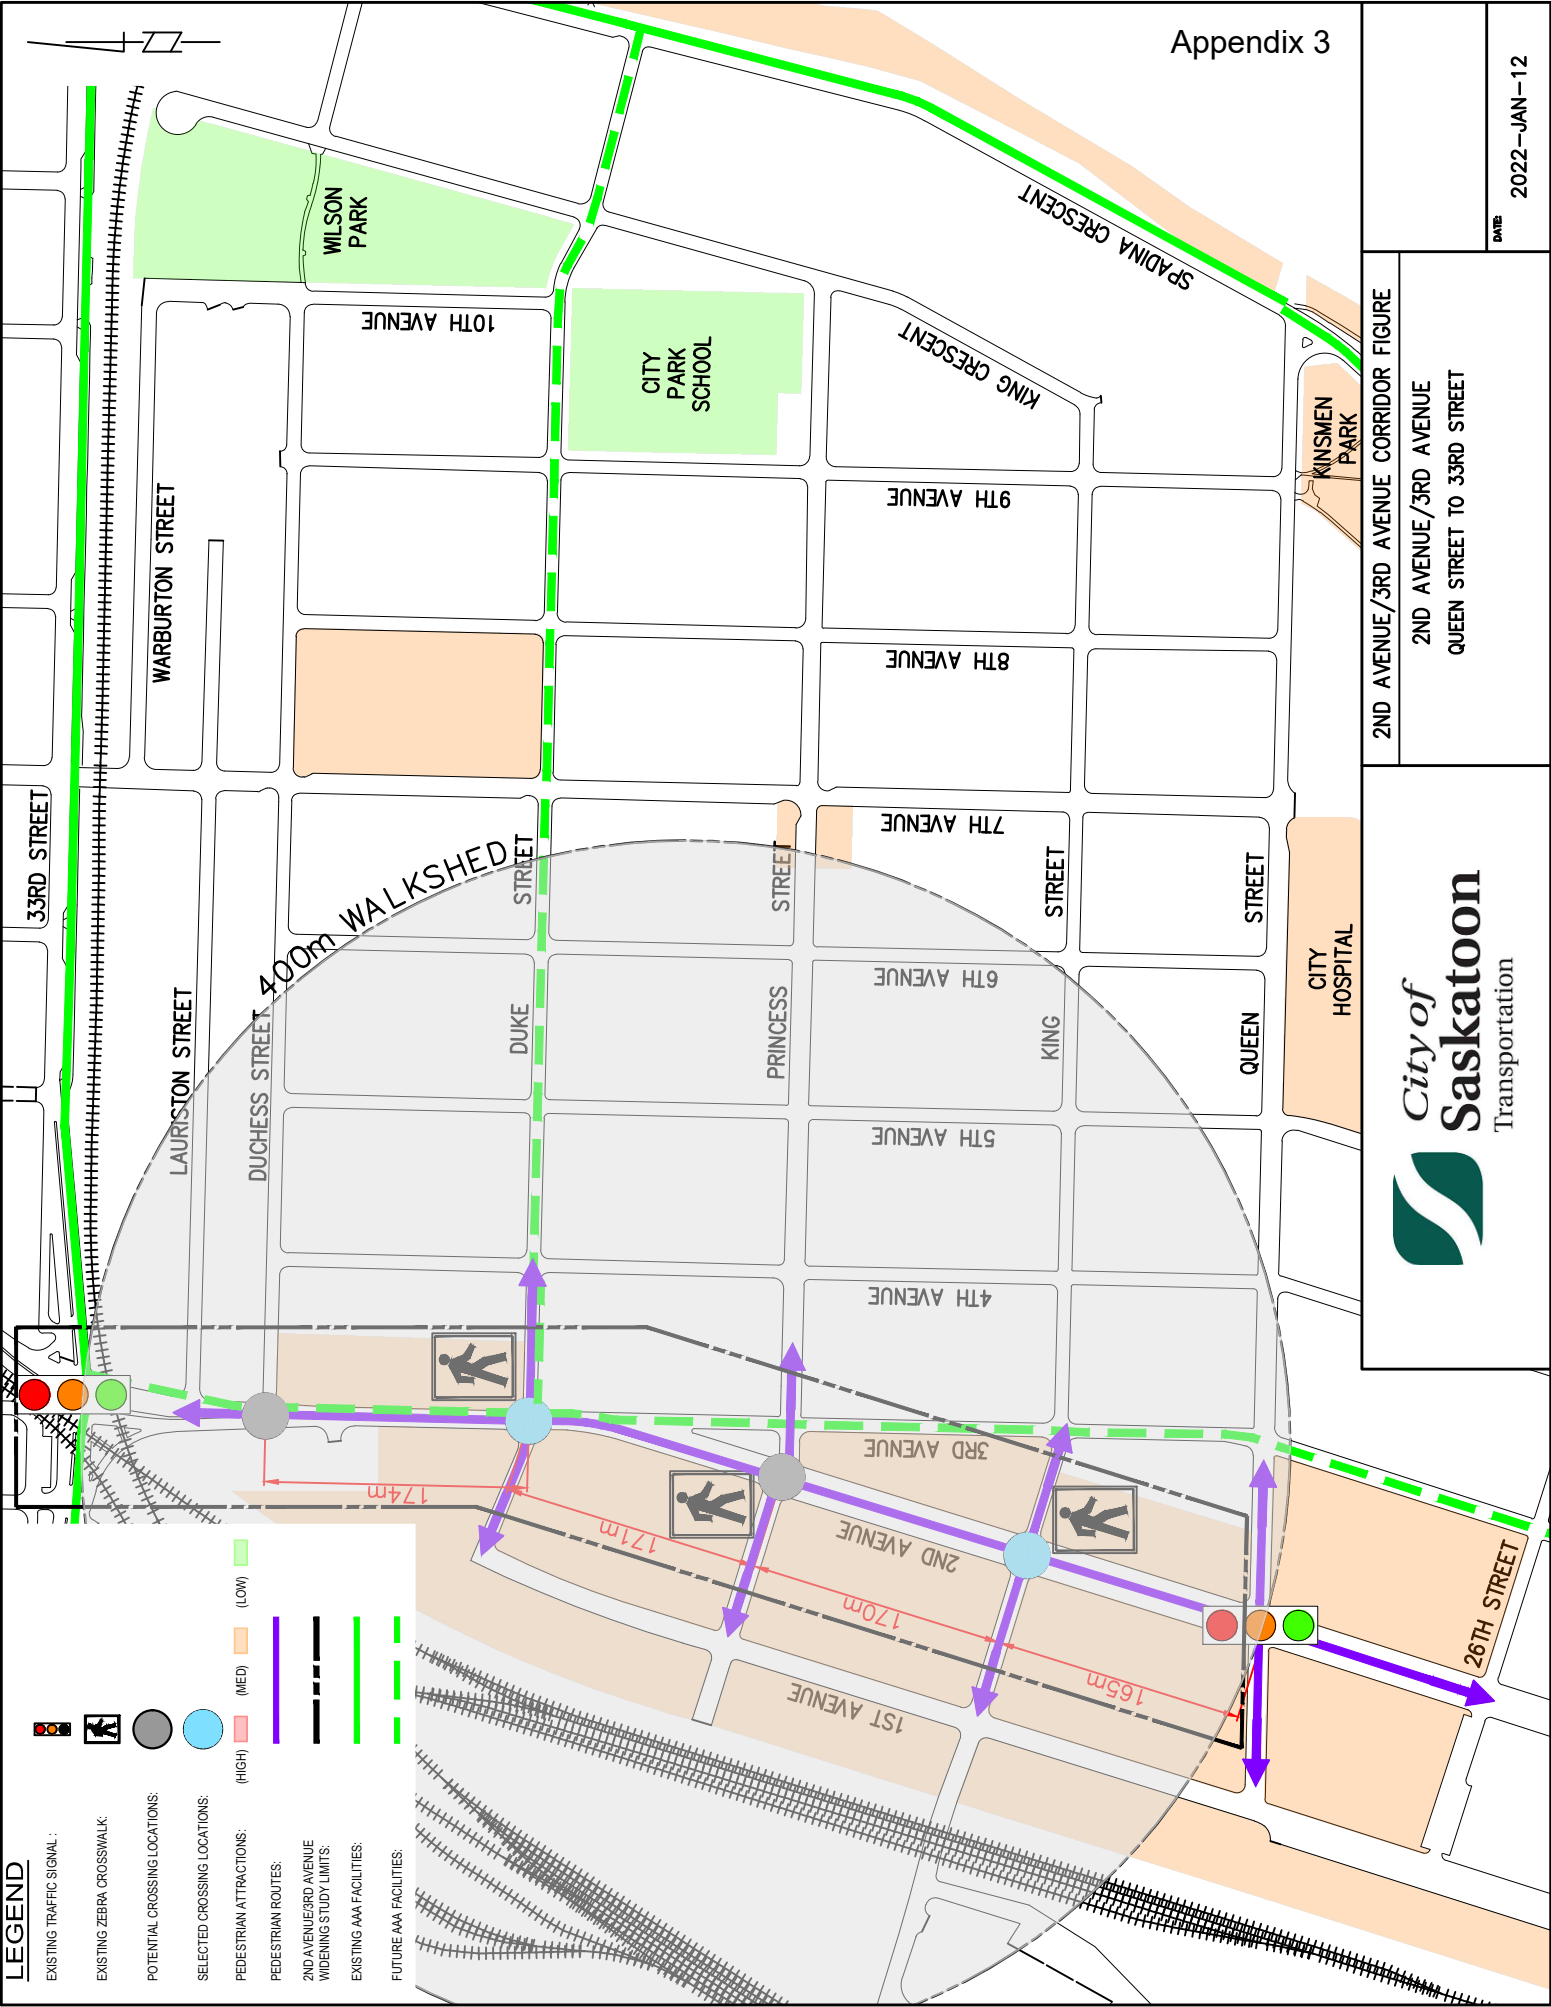 Appendix 3
LEGEND
EXISTING TRAFFIC SIGNAL :
EXISTING ZEBRA CROSSWALK:
POTENTIAL CROSSING LOCATIONS:
SELECTED CROSSING LOCATIONS:
PEDESTRIAN ATTRACTIONS:
(HIGH)
(MED)
(LOW)
PEDESTRIAN ROUTES:
2ND AVENUE/3RD AVENUE
WIDENING STUDY LIMITS:
EXISTING AAA FACILITIES:
FUTURE AAA FACILITIES:
33RD STREET
WARBURTON STREET
LAURISTON STREET
DUCHESS STREET
400m WALKSHED
DUKE
STREET
PRINCESS
STREET
KING
STREET
QUEEN
STREET
26TH STREET
WILSON
PARK
CITY
PARK
SCHOOL
KINSMEN
PARK
CITY
HOSPITAL
SPADINA CRESCENT
KING CRESCENT
10TH AVENUE
9TH AVENUE
8TH AVENUE
7TH AVENUE
6TH AVENUE
5TH AVENUE
4TH AVENUE
3RD AVENUE
2ND AVENUE
1ST AVENUE
174m
171m
170m
165m
City of
Saskatoon
Transportation
2ND AVENUE/3RD AVENUE CORRIDOR FIGURE
2ND AVENUE/3RD AVENUE
QUEEN STREET TO 33RD STREET
DATE:
2022-JAN-12